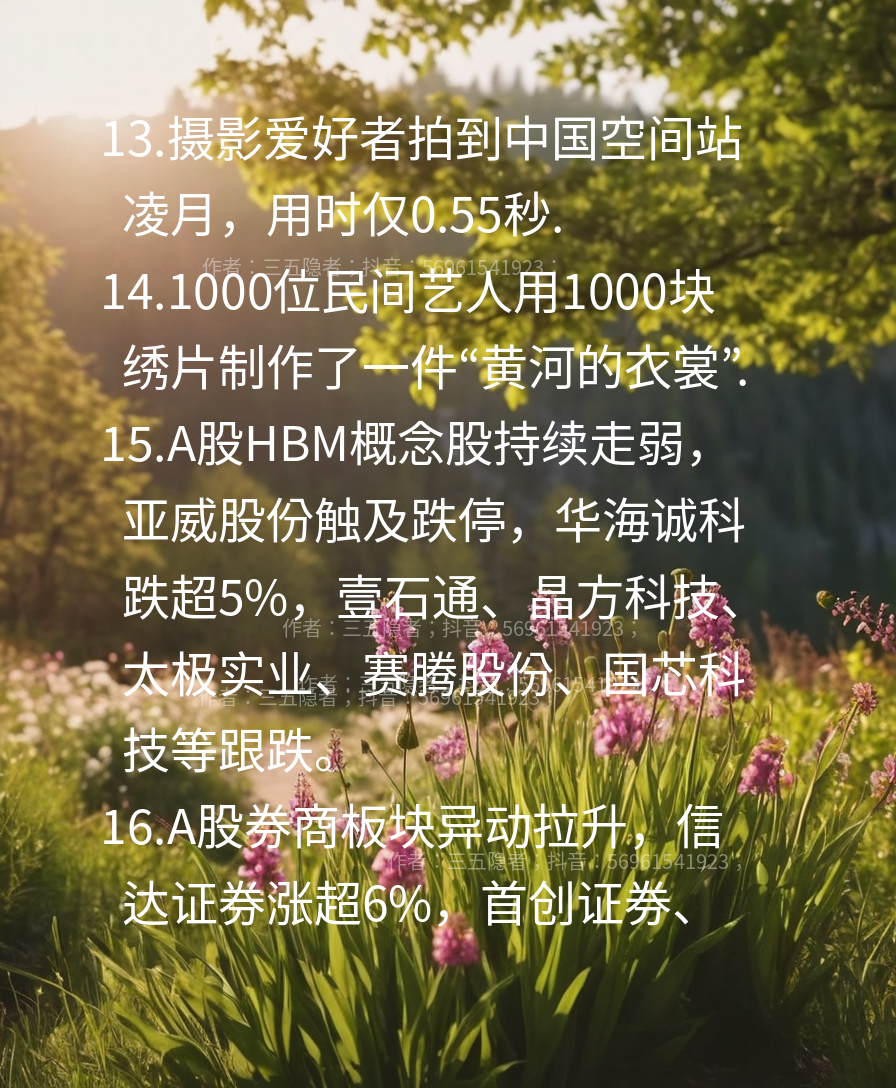 13.摄影爱好者拍到中国空间站
凌月，用时仅0.55秒.
作者：三五隐者；抖音：56961541923；
14.1000位民间艺人用1000块
绣片制作了一件“黄河的衣裳”.
15.A股HBM概念股持续走弱，
亚威股份触及跌停，华海诚科
跌超5%，壹石通、晶方科技、
作者：三五隐者；抖音：56961541923；
太极实业、赛腾股份、国芯科
作者：三五隐者；抖音：56961541923；
技等跟跌。
16.A股券商板块异动拉升，信
作者：三五隐者；抖音：56961541923；
达证券涨超6%，首创证券、